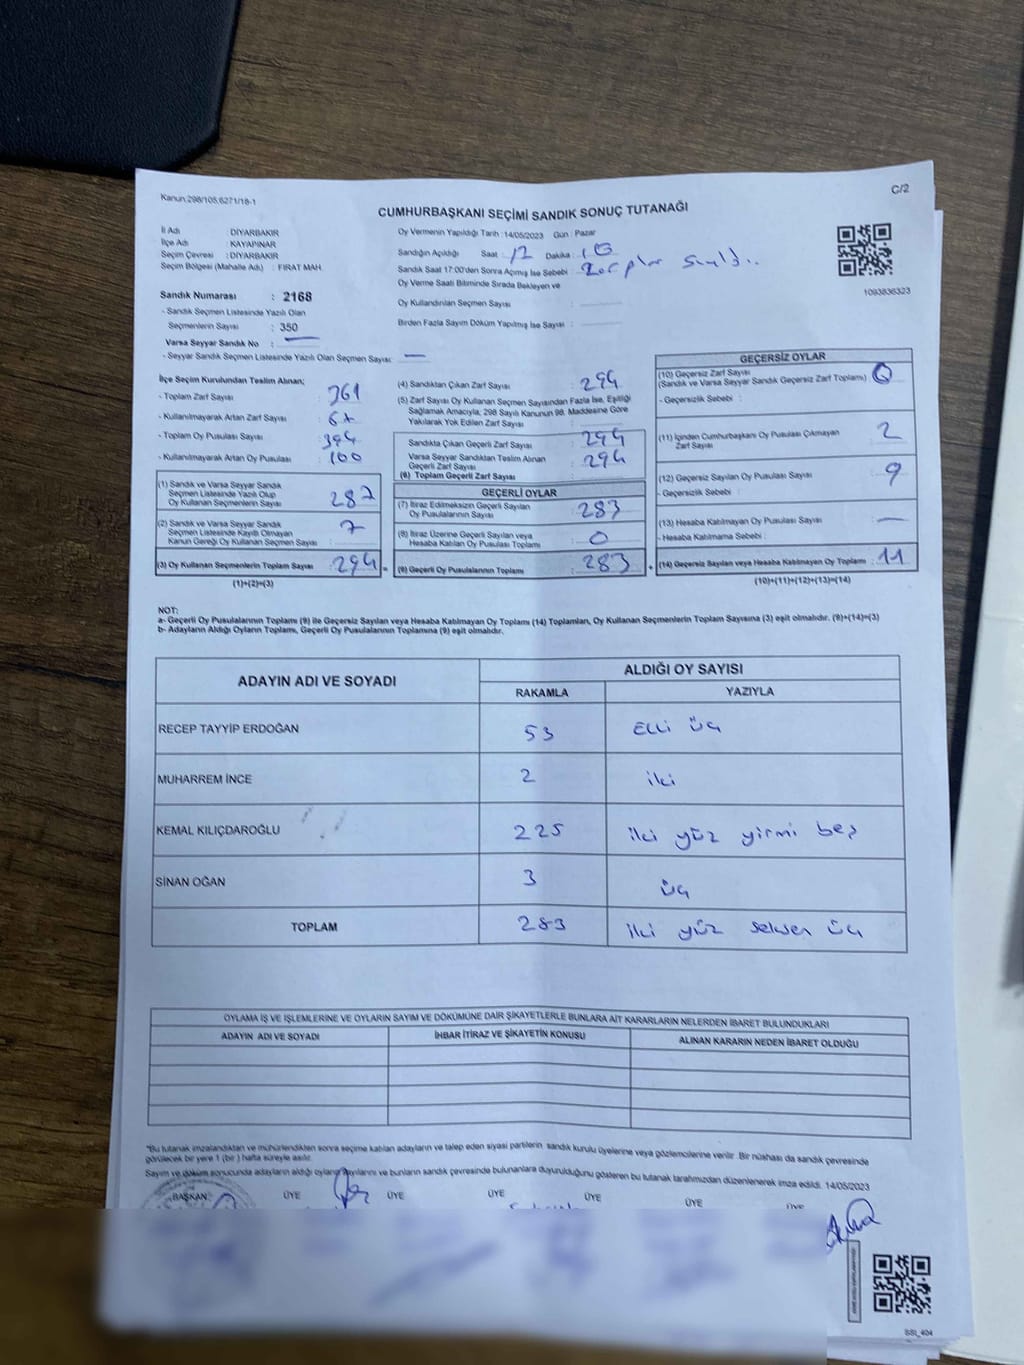 C/2
Kanun:298/105,6271/18-1
CUMHURBAŞKANI SEÇİMİ SANDIK SONUÇ TUTANAĞI
İl Adı : DİYARBAKIR
İlçe Adı : KAYAPINAR
Seçim Çevresi : DİYARBAKIR
Seçim Bölgesi (Mahalle Adı) : FIRAT MAH.
Sandık Numarası : 2168
- Sandık Seçmen Listesinde Yazılı Olan
Seçmenlerin Sayısı : 350
Varsa Seyyar Sandık No : —
- Seyyar Sandık Seçmen Listesinde Yazılı Olan Seçmen Sayısı : —
Oy Vermenin Yapıldığı Tarih : 14/05/2023 Gün : Pazar
Sandığın Açıldığı Saat : 17 Dakika :
Sandık Saat 17:00'den Sonra Açılmış İse Sebebi :
Oy Verme Saati Bitiminde Sırada Bekleyen ve
Oy Kullandırılan Seçmen Sayısı :
Birden Fazla Sayım Döküm Yapılmış İse Sayısı :
1093836323
İlçe Seçim Kurulundan Teslim Alınan;
- Toplam Zarf Sayısı : 361
- Kullanılmayarak Artan Zarf Sayısı :
- Toplam Oy Pusulası Sayısı : 394
- Kullanılmayarak Artan Oy Pusulası : 100
(1) Sandık ve Varsa Seyyar Sandık
Seçmen Listesinde Yazılı Olup
Oy Kullanan Seçmenlerin Sayısı : 287
(2) Sandık ve Varsa Seyyar Sandık
Seçmen Listesinde Kayıtlı Olmayan
Kanun Gereği Oy Kullanan Seçmen Sayısı : 7
(3) Oy Kullanan Seçmenlerin Toplam Sayısı : 294
(1)+(2)=(3)
(4) Sandıktan Çıkan Zarf Sayısı : 294
(5) Zarf Sayısı Oy Kullanan Seçmen Sayısından Fazla İse, Eşitliği
Sağlamak Amacıyla; 298 Sayılı Kanunun 98. Maddesine Göre
Yakılarak Yok Edilen Zarf Sayısı :
Sandıkta Çıkan Geçerli Zarf Sayısı : 294
Varsa Seyyar Sandıktan Teslim Alınan
Geçerli Zarf Sayısı : 294
(6) Toplam Geçerli Zarf Sayısı :
GEÇERLİ OYLAR
(7) İtiraz Edilmeksizin Geçerli Sayılan
Oy Pusulalarının Sayısı : 283
(8) İtiraz Üzerine Geçerli Sayılan veya
Hesaba Katılan Oy Pusulası Toplamı : 0
(9) Geçerli Oy Pusulalarının Toplamı : 283
GEÇERSİZ OYLAR
(10) Geçersiz Zarf Sayısı
(Sandık ve Varsa Seyyar Sandık Geçersiz Zarf Toplamı) : 0
- Geçersizlik Sebebi :
(11) İçinden Cumhurbaşkanı Oy Pusulası Çıkmayan
Zarf Sayısı : 2
(12) Geçersiz Sayılan Oy Pusulası Sayısı : 9
- Geçersizlik Sebebi :
(13) Hesaba Katılmayan Oy Pusulası Sayısı : —
- Hesaba Katılmama Sebebi :
(14) Geçersiz Sayılan veya Hesaba Katılmayan Oy Toplamı : 11
(10)+(11)+(12)+(13)=(14)
NOT:
a- Geçerli Oy Pusulalarının Toplamı (9) ile Geçersiz Sayılan veya Hesaba Katılmayan Oy Toplamı (14) Toplamları, Oy Kullanan Seçmenlerin Toplam Sayısına (3) eşit olmalıdır. (9)+(14)=(3)
b- Adayların Aldığı Oyların Toplamı, Geçerli Oy Pusulalarının Toplamına (9) eşit olmalıdır.
ADAYIN ADI VE SOYADI
ALDIĞI OY SAYISI
RAKAMLA YAZIYLA
RECEP TAYYİP ERDOĞAN 53 Elli üç
MUHARREM İNCE 2 iki
KEMAL KILIÇDAROĞLU 225 iki yüz yirmi beş
SİNAN OĞAN 3 üç
TOPLAM 283 iki yüz seksen üç
OYLAMA İŞ VE İŞLEMLERİNE VE OYLARIN SAYIM VE DÖKÜMÜNE DAİR ŞİKAYETLERLE BUNLARA AİT KARARLARIN NELERDEN İBARET BULUNDUKLARI
ADAYIN ADI VE SOYADI İHBAR İTİRAZ VE ŞİKAYETİN KONUSU ALINAN KARARIN NEDEN İBARET OLDUĞU
*Bu tutanak imzalandıktan ve mühürlendikten sonra seçime katılan adayların ve talep eden siyasi partilerin sandık kurulu üyelerine veya gözlemcilerine verilir. Bir nüshası da sandık çevresinde
görülecek bir yere 1 (bir) hafta süreyle asılır.
Sayım ve döküm sonucunda adayların aldığı oyların sayılarını ve bunların sandık çevresinde bulunanlara duyurulduğunu gösteren bu tutanak tarafımızdan düzenlenerek imza edildi. 14/05/2023
BAŞKAN ÜYE ÜYE ÜYE ÜYE ÜYE ÜYE
SSI_404